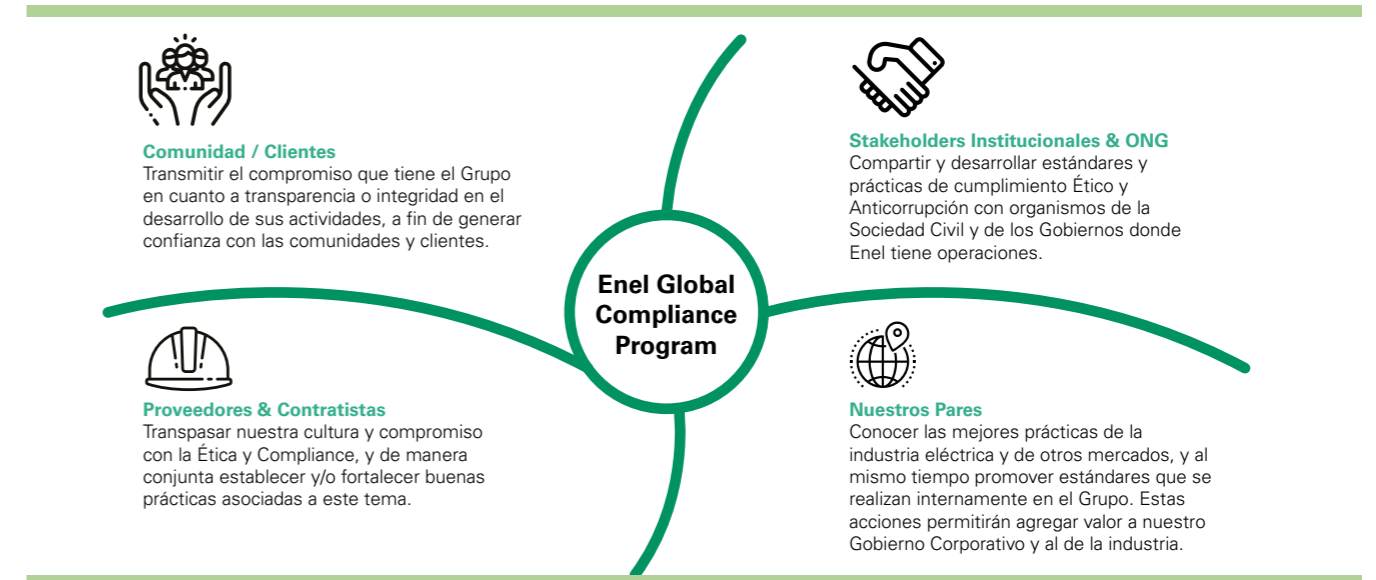 Comunidad / Clientes
Transmitir el compromiso que tiene el Grupo
en cuanto a transparencia o integridad en el
desarrollo de sus actividades, a fin de generar
confianza con las comunidades y clientes.
Stakeholders Institucionales & ONG
Compartir y desarrollar estándares y
prácticas de cumplimiento Ético y
Anticorrupción con organismos de la
Sociedad Civil y de los Gobiernos donde
Enel tiene operaciones.
Enel Global
Compliance
Program
Proveedores & Contratistas
Transpasar nuestra cultura y compromiso
con la Ética y Compliance, y de manera
conjunta establecer y/o fortalecer buenas
prácticas asociadas a este tema.
Nuestros Pares
Conocer las mejores prácticas de la
industria eléctrica y de otros mercados, y al
mismo tiempo promover estándares que se
realizan internamente en el Grupo. Estas
acciones permitirán agregar valor a nuestro
Gobierno Corporativo y al de la industria.